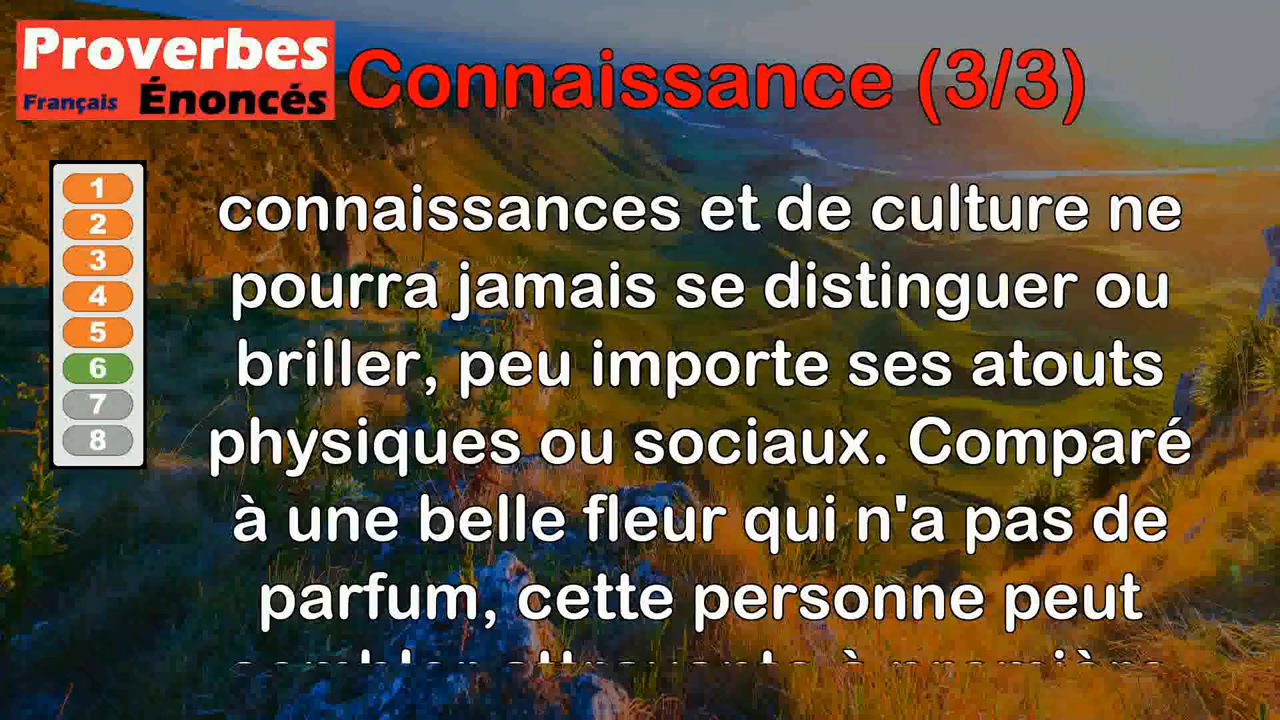 Proverbes
Français Énoncés
Connaissance (3/3)
1
2
3
4
5
6
7
8
connaissances et de culture ne
pourra jamais se distinguer ou
briller, peu importe ses atouts
physiques ou sociaux. Comparé
à une belle fleur qui n'a pas de
parfum, cette personne peut